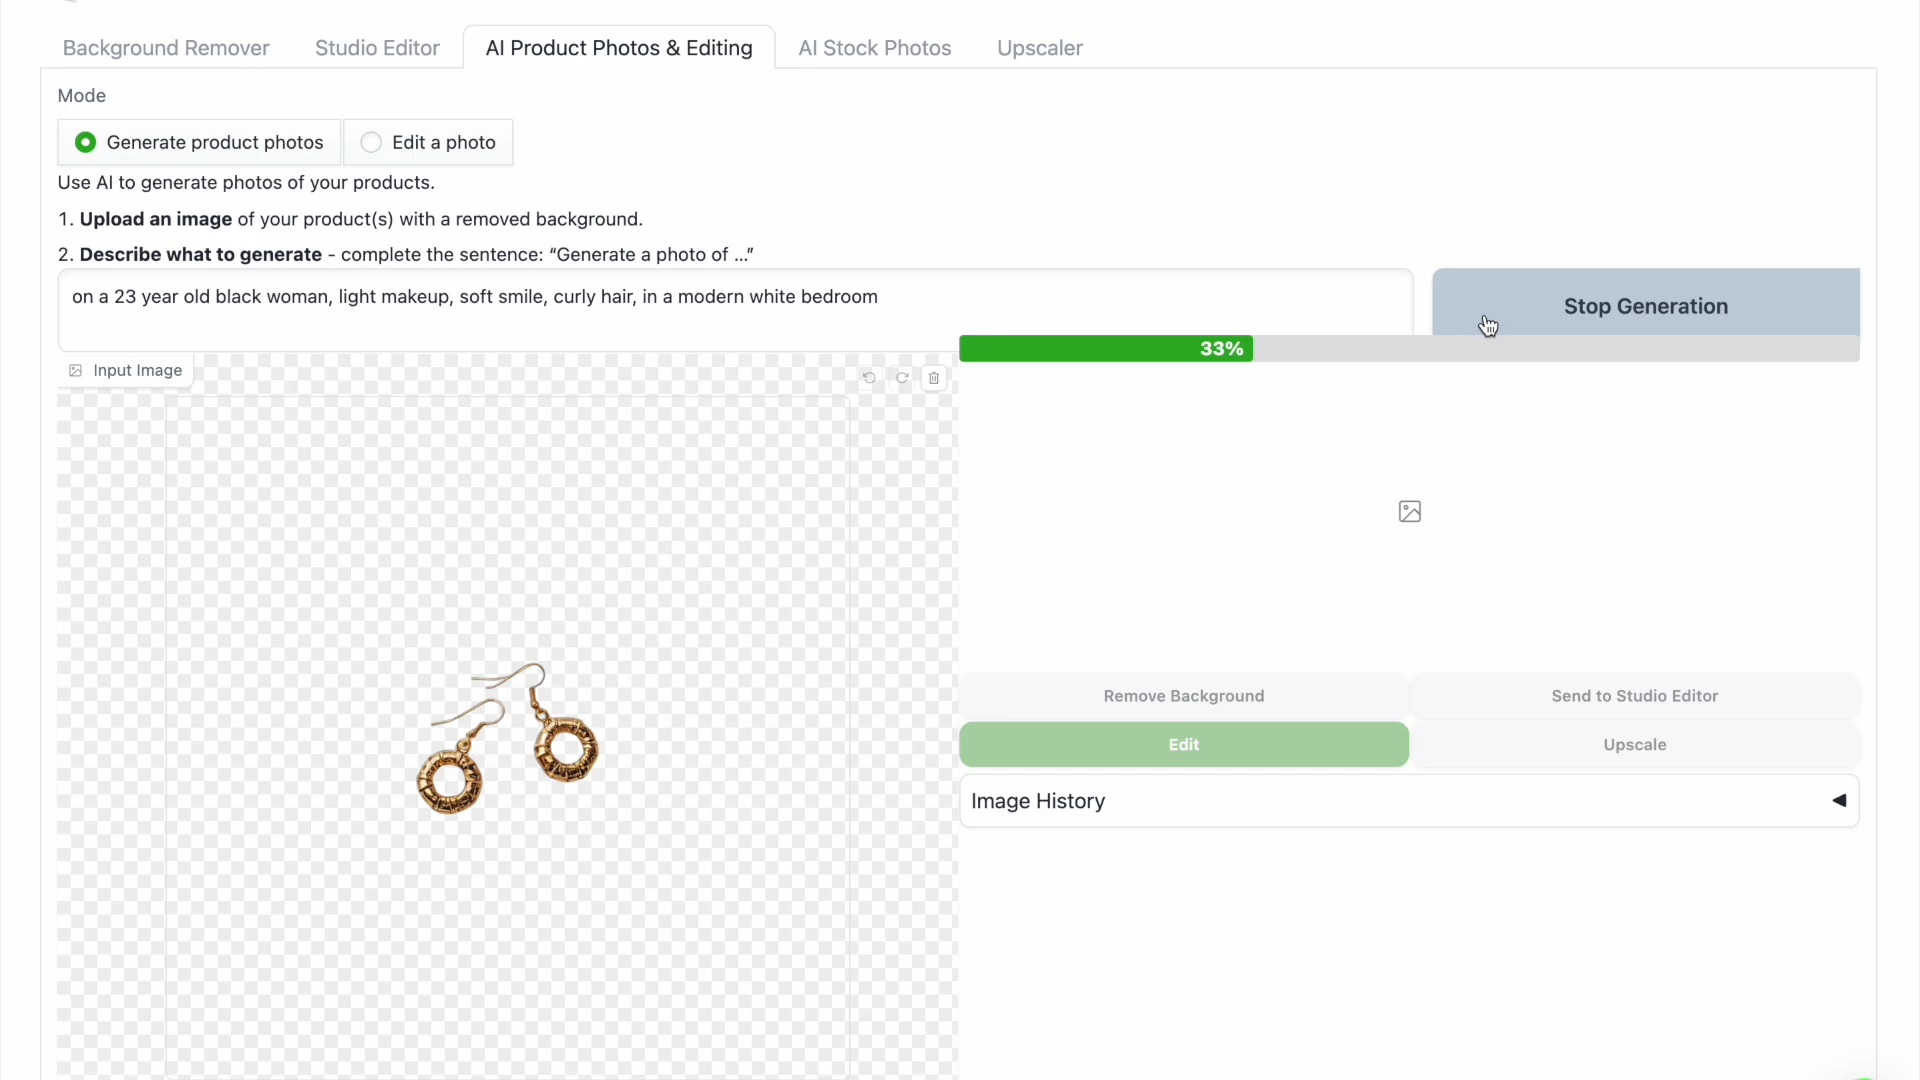 Background Remover
Studio Editor
AI Product Photos & Editing
AI Stock Photos
Upscaler
Mode
Generate product photos
Edit a photo
Use AI to generate photos of your products.
1. Upload an image of your product(s) with a removed background.
2. Describe what to generate - complete the sentence: “Generate a photo of ...”
on a 23 year old black woman, light makeup, soft smile, curly hair, in a modern white bedroom
Stop Generation
33%
Input Image
Remove Background
Send to Studio Editor
Edit
Upscale
Image History